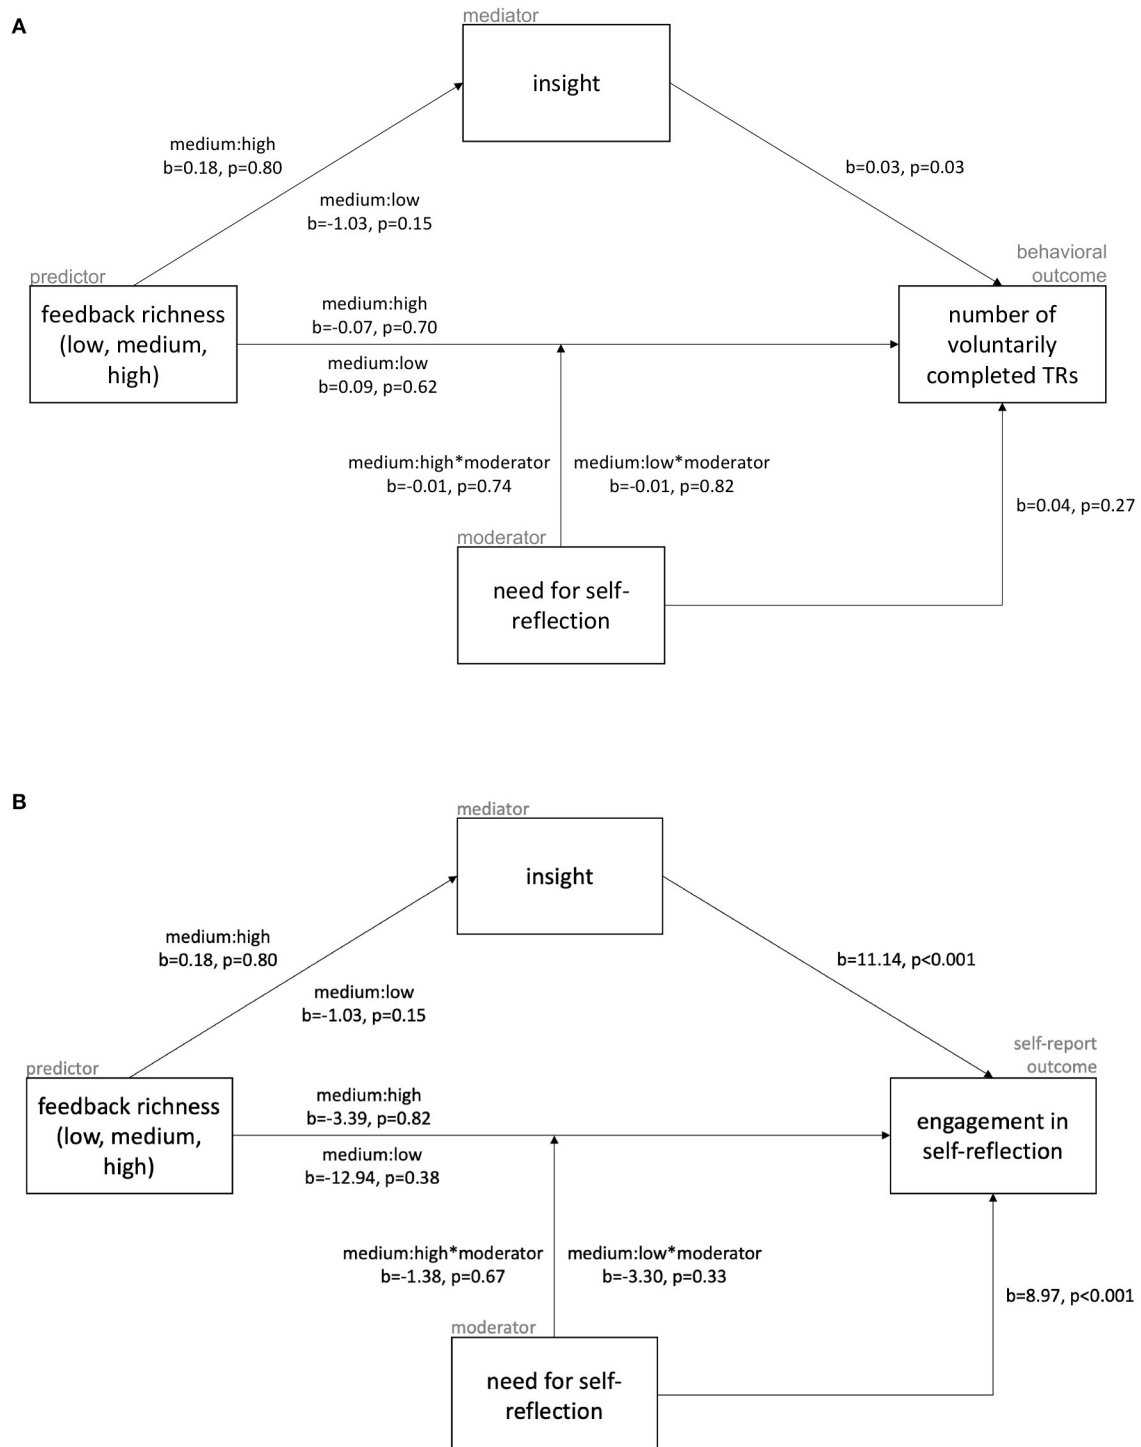 A
mediator
insight
medium:high
b=0.18, p=0.80
b=0.03, p=0.03
medium:low
b=-1.03, p=0.15
behavioral
outcome
predictor
feedback richness
(low, medium,
high)
medium:high
b=-0.07, p=0.70
medium:low
b=0.09, p=0.62
number of
voluntarily
completed TRs
medium:high*moderator
b=-0.01, p=0.74
medium:low*moderator
b=-0.01, p=0.82
b=0.04, p=0.27
moderator
need for self-
reflection
B
mediator
insight
medium:high
b=0.18, p=0.80
b=11.14, p<0.001
medium:low
b=-1.03, p=0.15
self-report
outcome
predictor
feedback richness
(low, medium,
high)
medium:high
b=-3.39, p=0.82
medium:low
b=-12.94, p=0.38
engagement in
self-reflection
medium:high*moderator
b=-1.38, p=0.67
medium:low*moderator
b=-3.30, p=0.33
b=8.97, p<0.001
moderator
need for self-
reflection